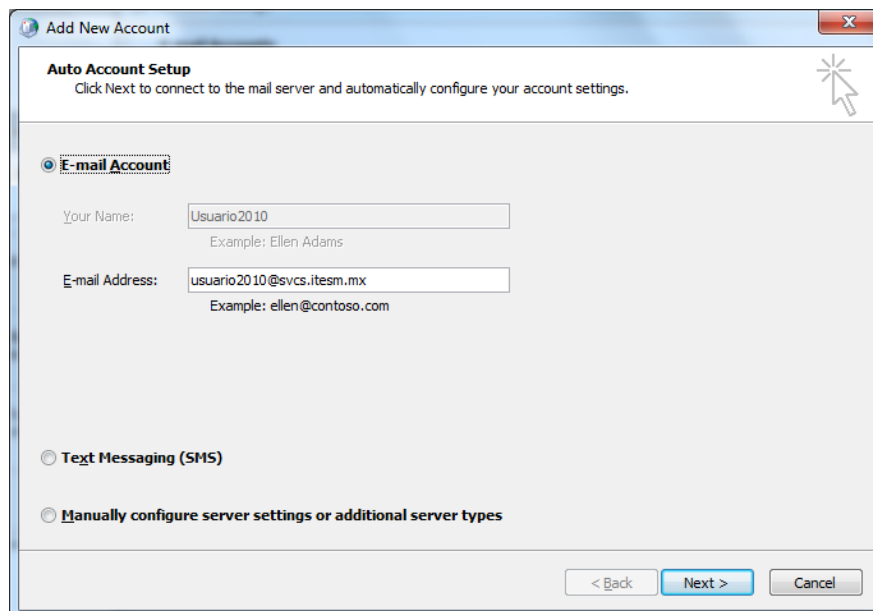 Add New Account
Auto Account Setup
Click Next to connect to the mail server and automatically configure your account settings.
E-mail Account
Your Name: Usuario2010
Example: Ellen Adams
E-mail Address: usuario2010@svcs.itesm.mx
Example: ellen@contoso.com
Text Messaging (SMS)
Manually configure server settings or additional server types
< Back Next > Cancel